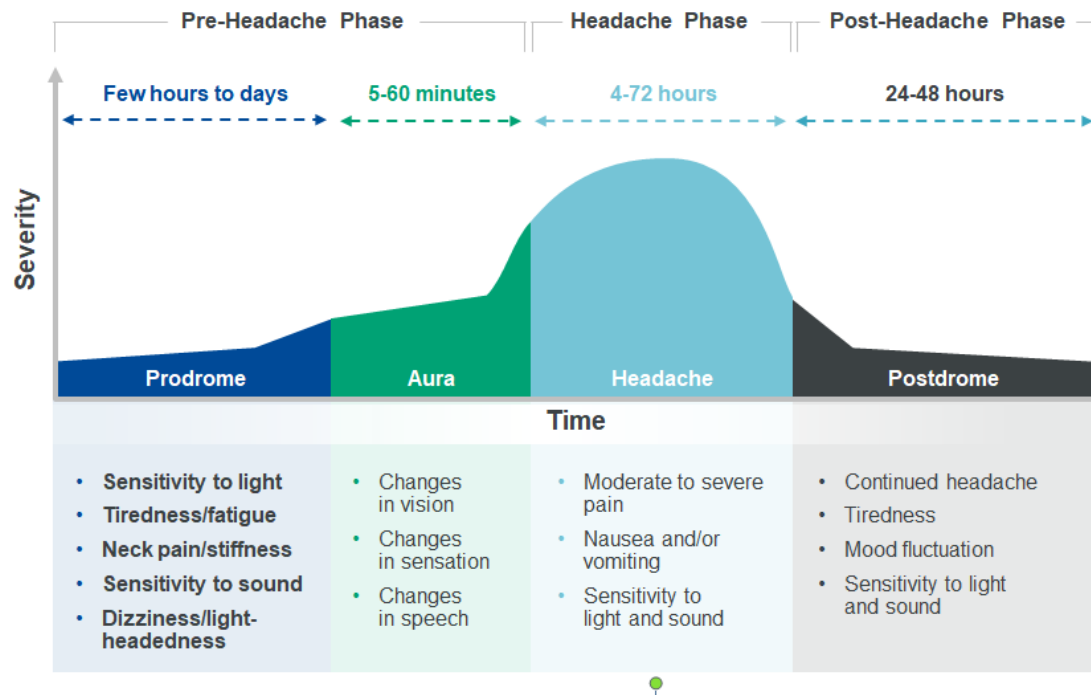 Pre-Headache Phase
Headache Phase
Post-Headache Phase
Few hours to days
5-60 minutes
4-72 hours
24-48 hours
Severity
Prodrome
Aura
Headache
Postdrome
Time
• Sensitivity to light
• Tiredness/fatigue
• Neck pain/stiffness
• Sensitivity to sound
• Dizziness/light-
headedness
• Changes
in vision
• Changes
in sensation
• Changes
in speech
• Moderate to severe
pain
• Nausea and/or
vomiting
• Sensitivity to
light and sound
• Continued headache
• Tiredness
• Mood fluctuation
• Sensitivity to light
and sound